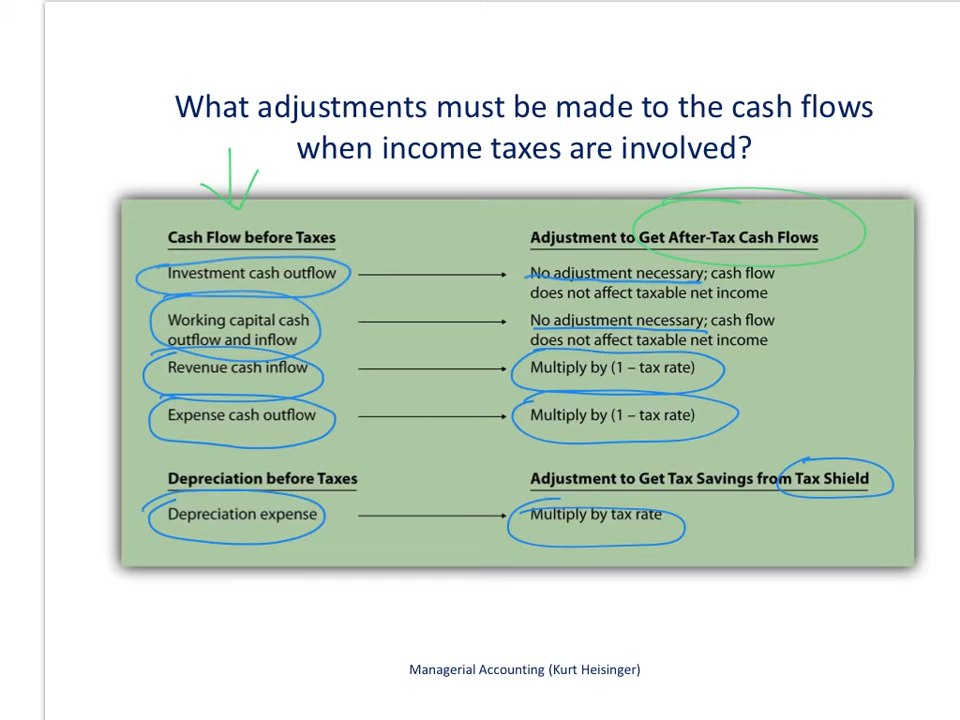 What adjustments must be made to the cash flows
when income taxes are involved?
Cash Flow before Taxes
Adjustment to Get After-Tax Cash Flows
Investment cash outflow
No adjustment necessary; cash flow
does not affect taxable net income
Working capital cash
outflow and inflow
No adjustment necessary; cash flow
does not affect taxable net income
Revenue cash inflow
Multiply by (1 – tax rate)
Expense cash outflow
Multiply by (1 – tax rate)
Depreciation before Taxes
Adjustment to Get Tax Savings from Tax Shield
Depreciation expense
Multiply by tax rate
Managerial Accounting (Kurt Heisinger)